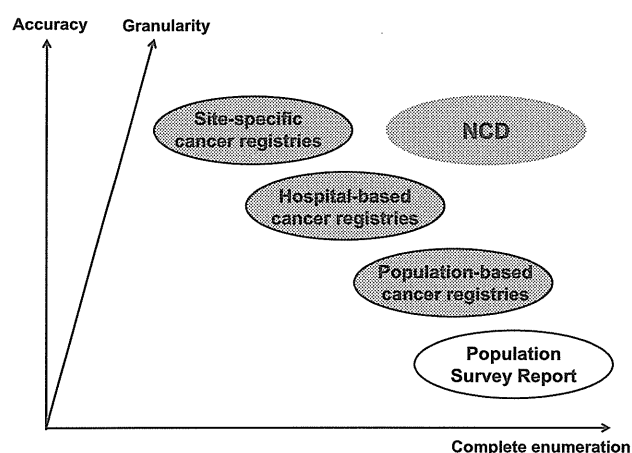 Accuracy
Granularity
Site-specific
cancer registries
NCD
Hospital-based
cancer registries
Population-based
cancer registries
Population
Survey Report
Complete enumeration